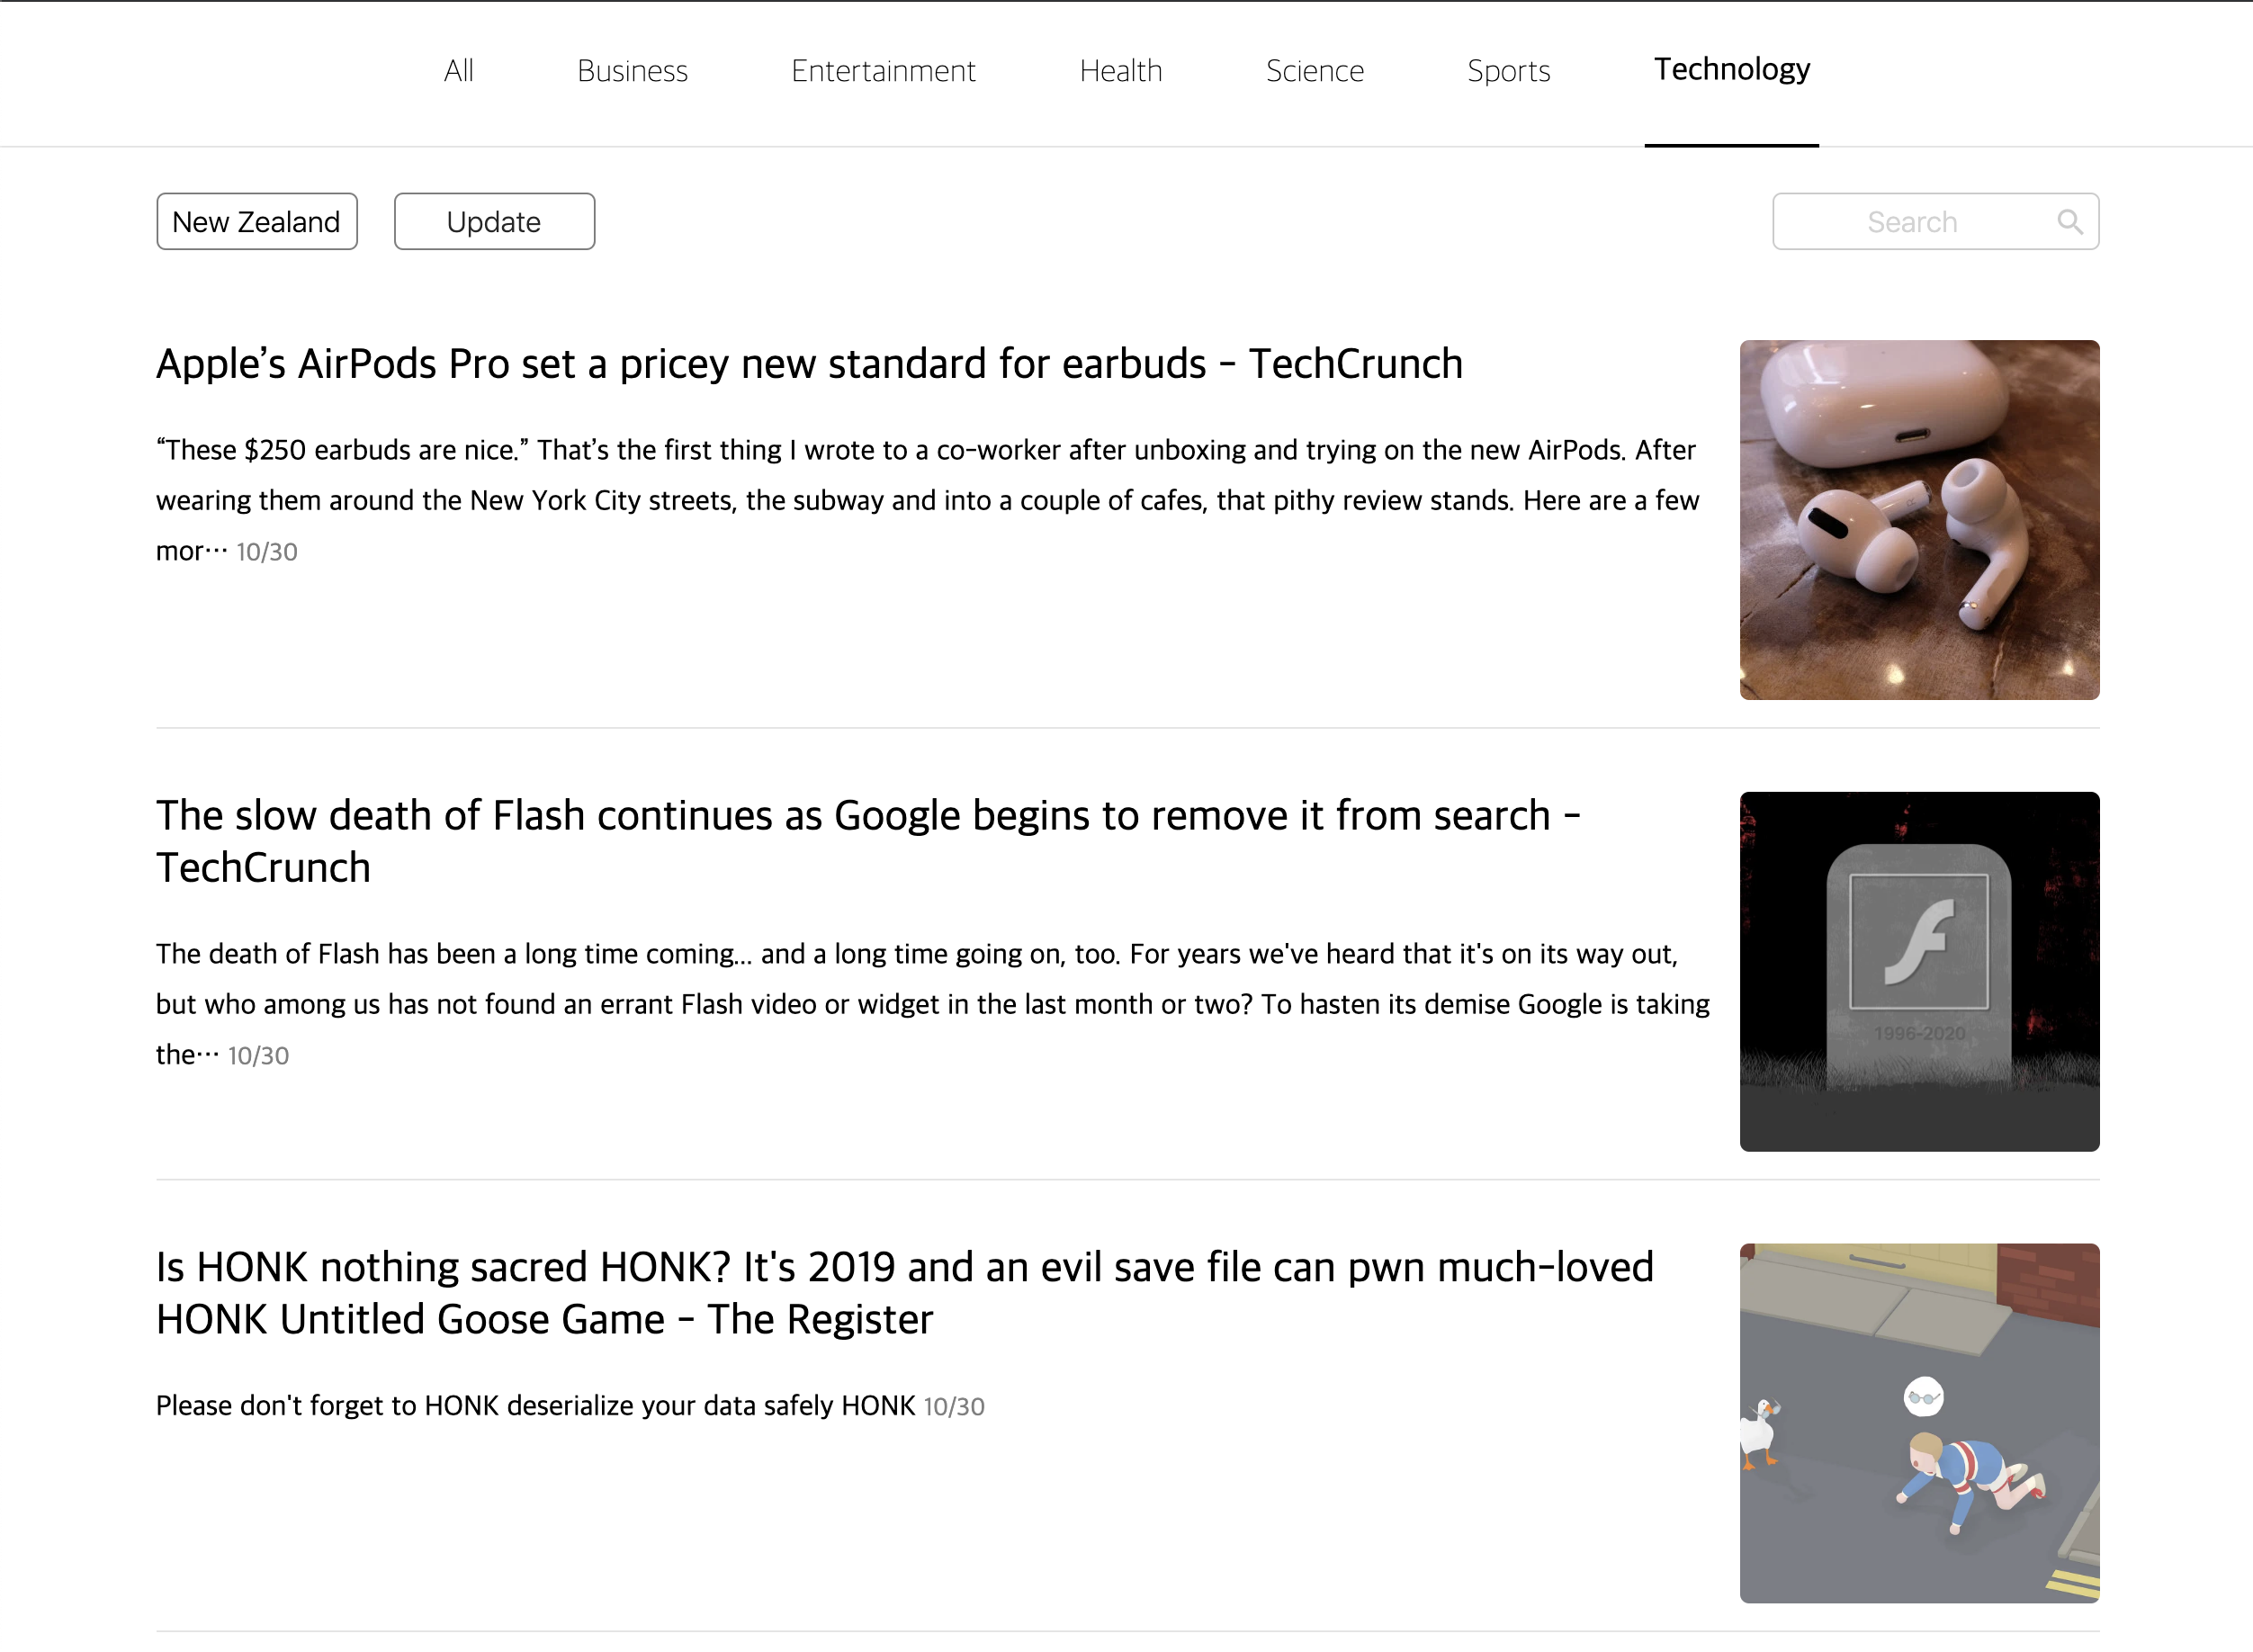 All Business Entertainment Health Science Sports Technology
New Zealand Update Search
Apple’s AirPods Pro set a pricey new standard for earbuds - TechCrunch
“These $250 earbuds are nice.” That’s the first thing I wrote to a co-worker after unboxing and trying on the new AirPods. After
wearing them around the New York City streets, the subway and into a couple of cafes, that pithy review stands. Here are a few
mor… 10/30
The slow death of Flash continues as Google begins to remove it from search -
TechCrunch
The death of Flash has been a long time coming... and a long time going on, too. For years we've heard that it's on its way out,
but who among us has not found an errant Flash video or widget in the last month or two? To hasten its demise Google is taking
the… 10/30
1996-2020
Is HONK nothing sacred HONK? It's 2019 and an evil save file can pwn much-loved
HONK Untitled Goose Game - The Register
Please don't forget to HONK deserialize your data safely HONK 10/30